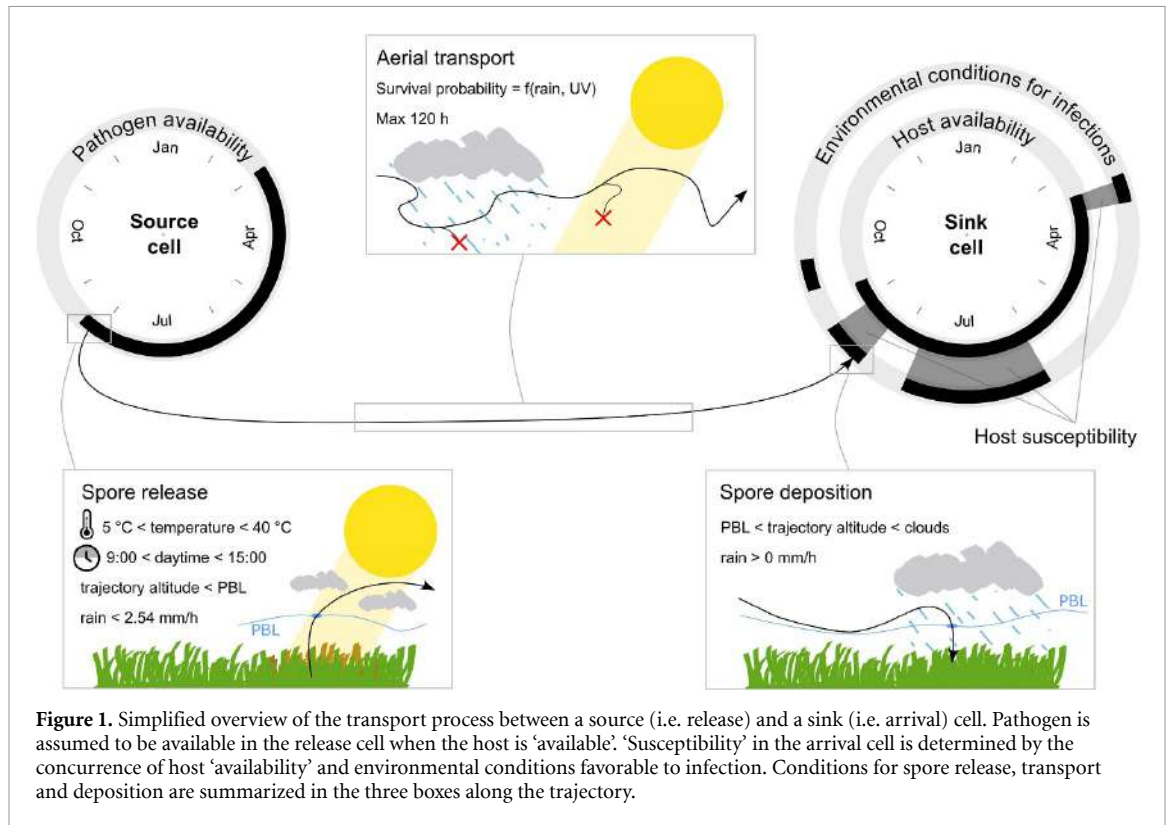 Aerial transport
Survival probability = f(rain, UV)
Max 120 h
Pathogen availability
Jan
Apr
Jul
Oct
Source
cell
Environmental conditions for infections
Host availability
Jan
Apr
Jul
Oct
Sink
cell
Host susceptibility
Spore release
5 °C < temperature < 40 °C
9:00 < daytime < 15:00
trajectory altitude < PBL
rain < 2.54 mm/h
PBL
Spore deposition
PBL < trajectory altitude < clouds
rain > 0 mm/h
PBL
Figure 1. Simplified overview of the transport process between a source (i.e. release) and a sink (i.e. arrival) cell. Pathogen is
assumed to be available in the release cell when the host is ‘available’. ‘Susceptibility’ in the arrival cell is determined by the
concurrence of host ‘availability’ and environmental conditions favorable to infection. Conditions for spore release, transport
and deposition are summarized in the three boxes along the trajectory.